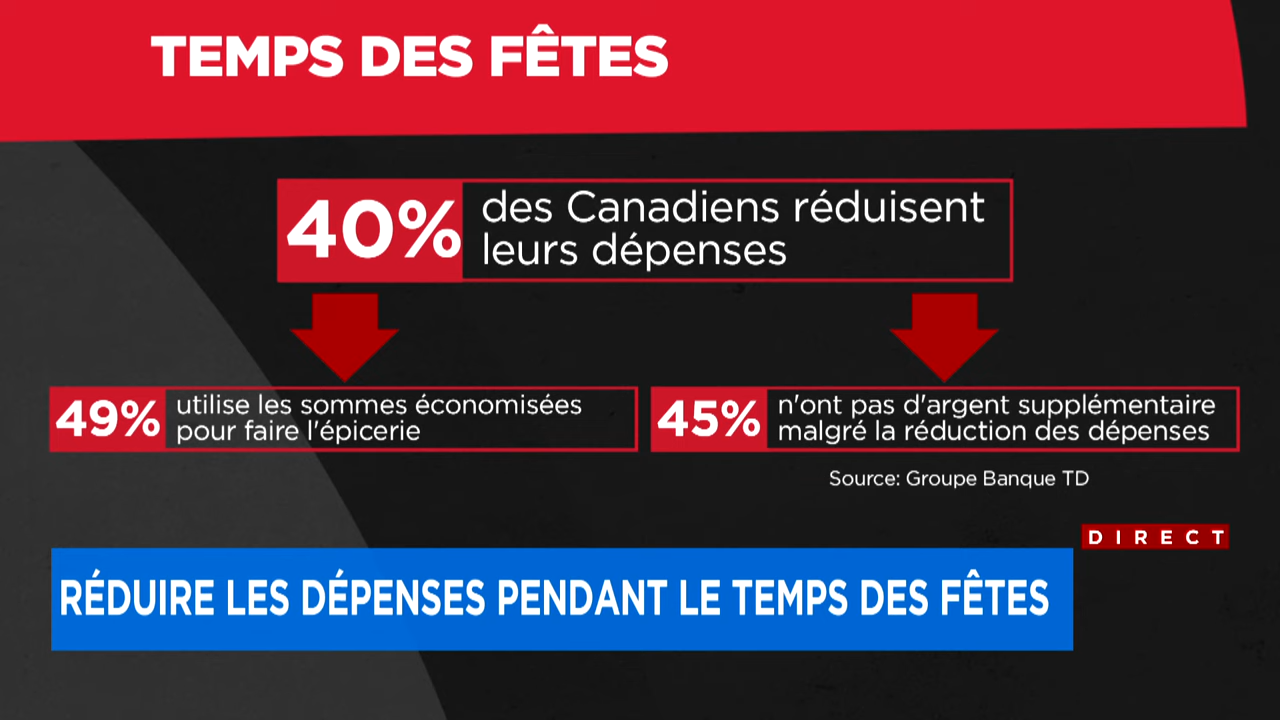 TEMPS DES FÊTES
40%
des Canadiens réduisent
leurs dépenses
49%
utilise les sommes économisées
pour faire l'épicerie
45%
n'ont pas d'argent supplémentaire
malgré la réduction des dépenses
Source: Groupe Banque TD
DIRECT
RÉDUIRE LES DÉPENSES PENDANT LE TEMPS DES FÊTES